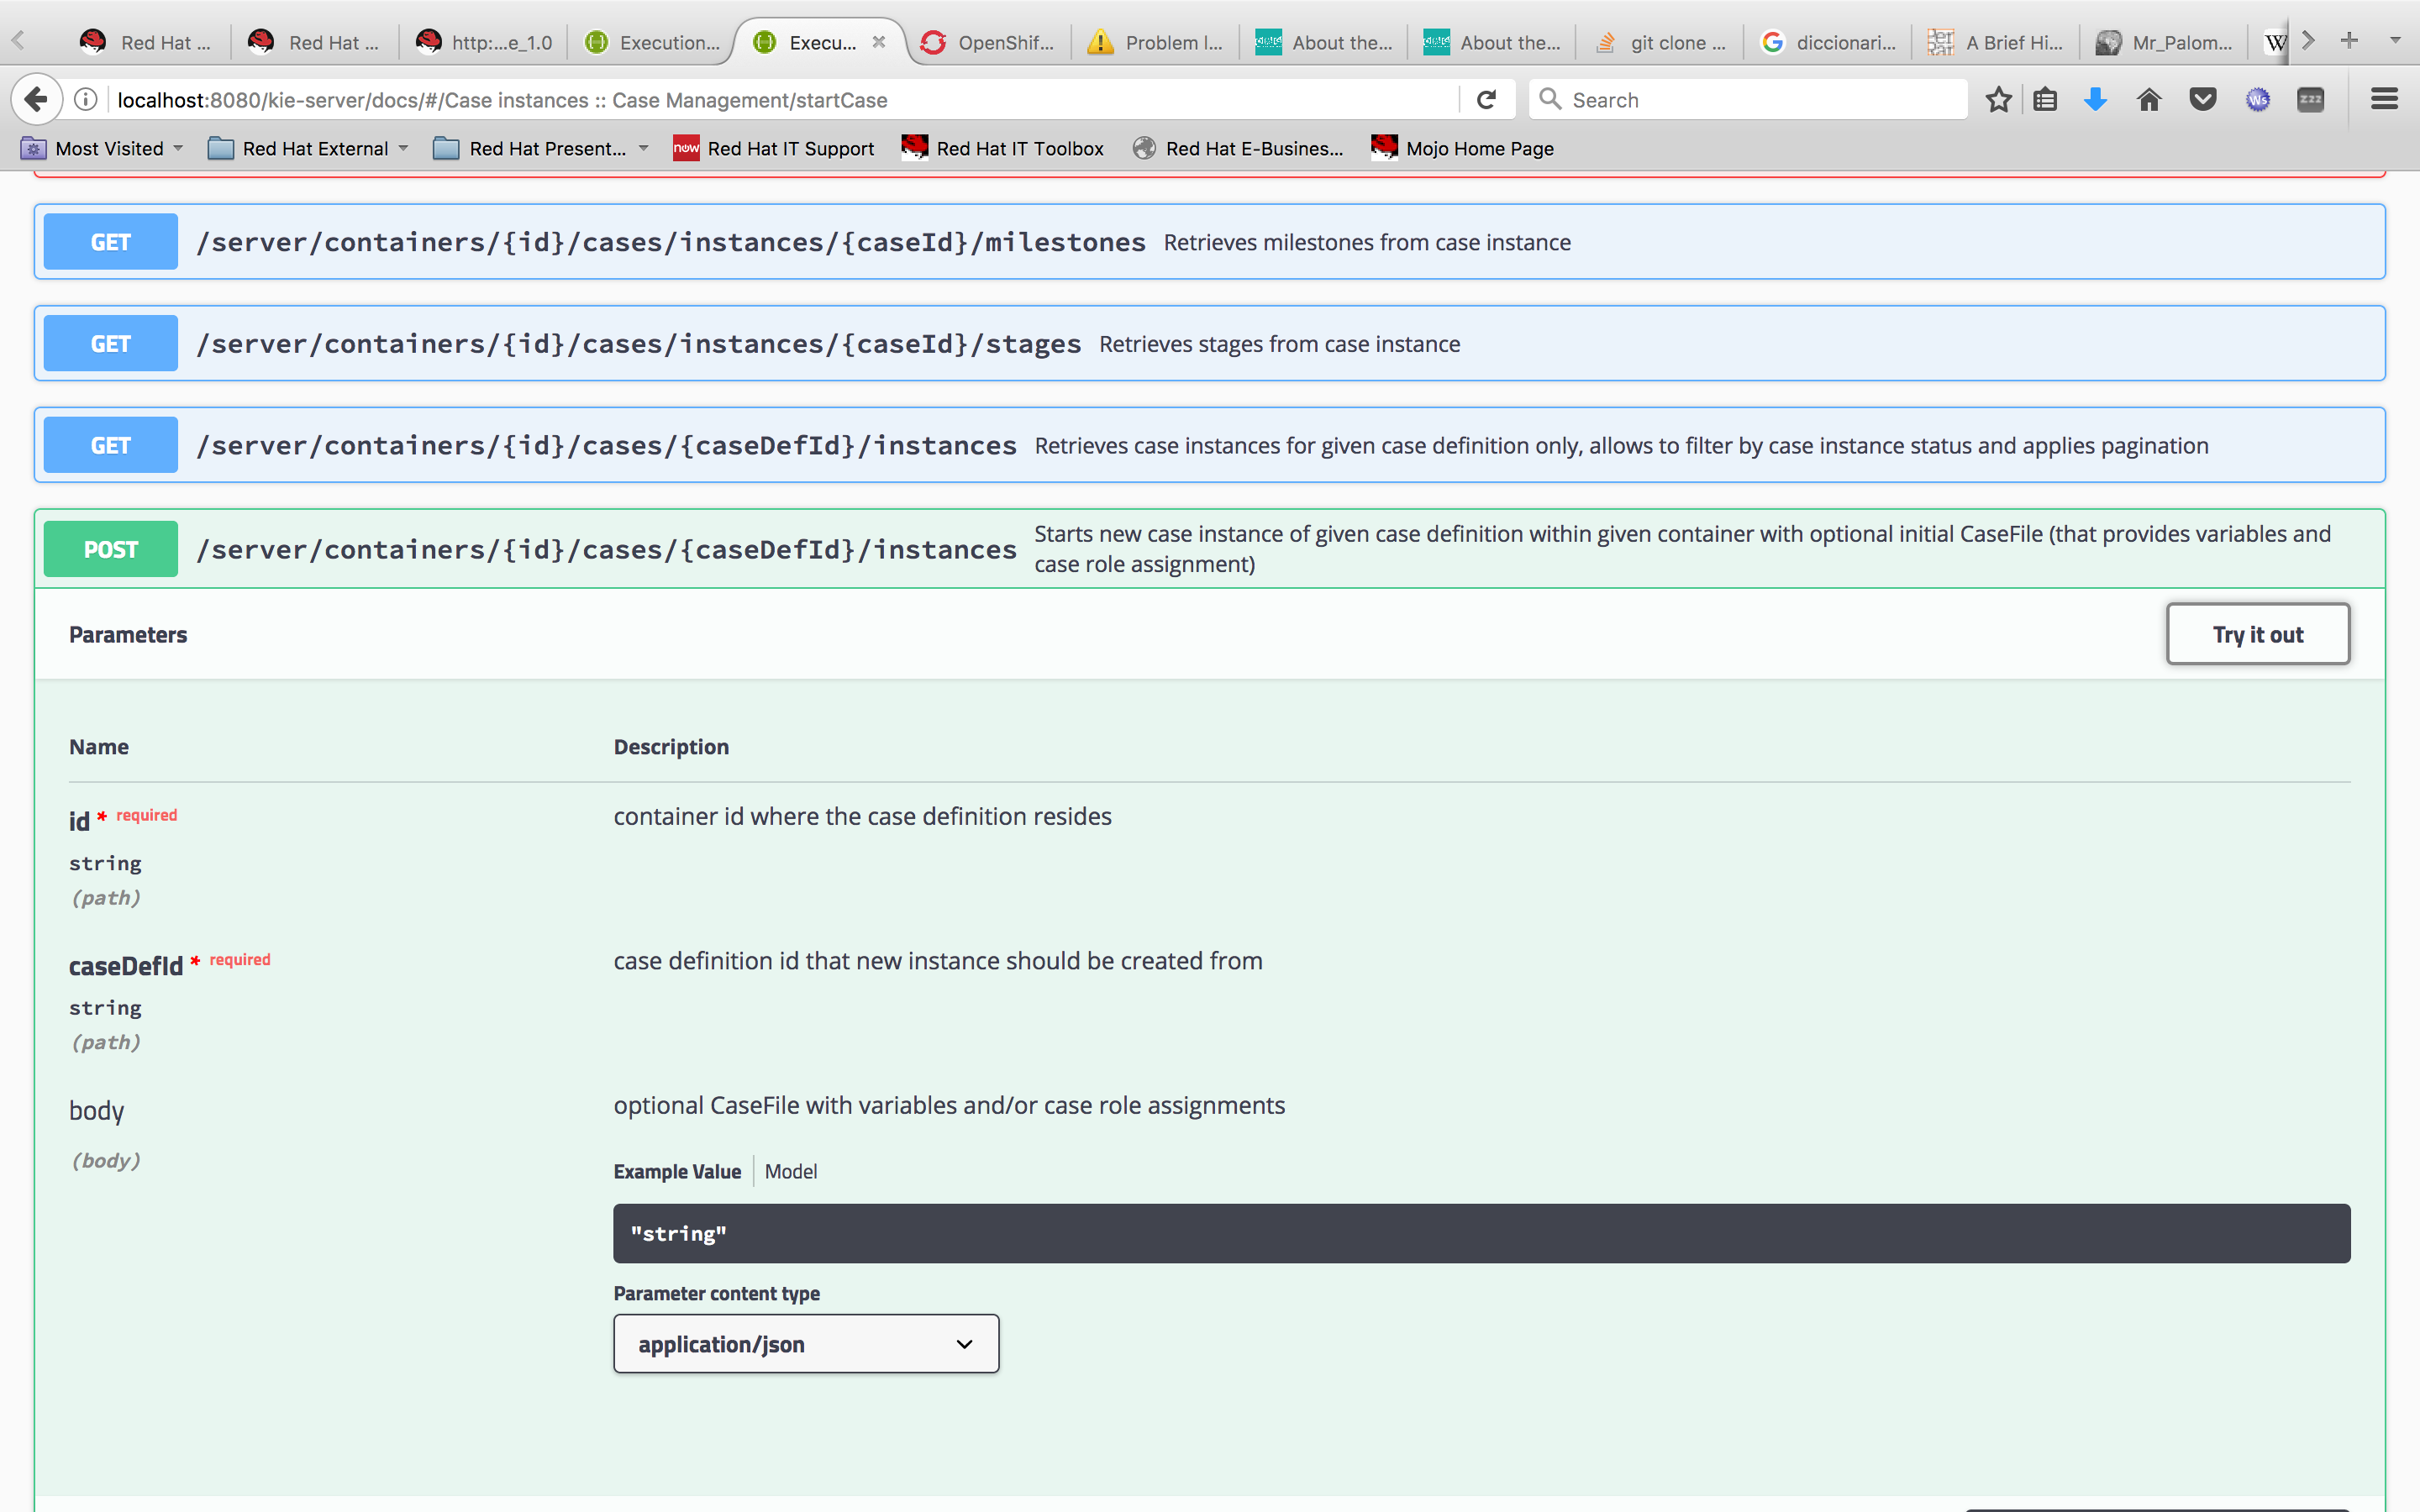 Red Hat ...
Red Hat ...
http:...e_1.0
Execution...
Execu...
OpenShif...
Problem l...
About the...
About the...
git clone ...
diccionari...
A Brief Hi...
Mr_Palom...
W
localhost:8080/kie-server/docs/#/Case instances :: Case Management/startCase
Search
Most Visited
Red Hat External
Red Hat Present...
now Red Hat IT Support
Red Hat IT Toolbox
Red Hat E-Busines...
Mojo Home Page
GET /server/containers/{id}/cases/instances/{caseId}/milestones Retrieves milestones from case instance
GET /server/containers/{id}/cases/instances/{caseId}/stages Retrieves stages from case instance
GET /server/containers/{id}/cases/{caseDefId}/instances Retrieves case instances for given case definition only, allows to filter by case instance status and applies pagination
POST /server/containers/{id}/cases/{caseDefId}/instances Starts new case instance of given case definition within given container with optional initial CaseFile (that provides variables and
case role assignment)
Parameters
Try it out
Name Description
id * required container id where the case definition resides
string
(path)
caseDefId * required case definition id that new instance should be created from
string
(path)
body optional CaseFile with variables and/or case role assignments
(body)
Example Value Model
"string"
Parameter content type
application/json